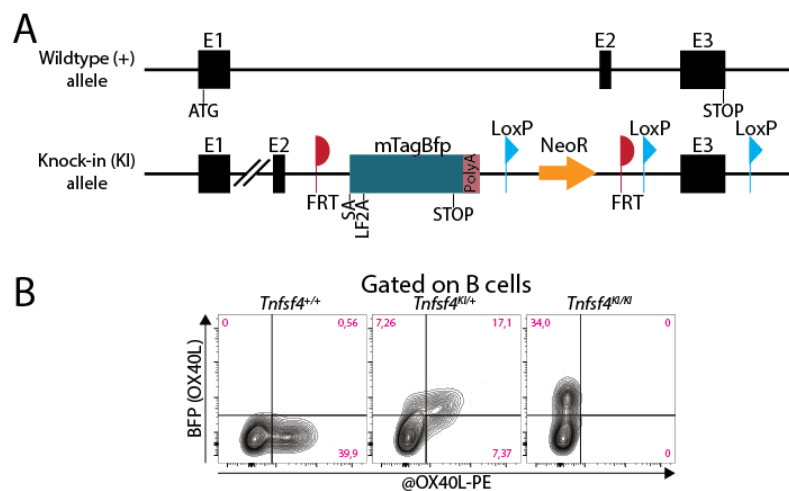 A
E1
E2
E3
Wildtype (+)
allele
ATG
STOP
E1
E2
mTagBfp
LoxP
NeoR
LoxP
E3
LoxP
Knock-in (KI)
allele
PolyA
FRT
SA
LF2A
STOP
FRT
B
Gated on B cells
Tnfsf4+/+
Tnfsf4KI/+
Tnfsf4KI/KI
0
0,56
7,26
17,1
34,0
0
BFP (OX40L)
39,9
7,37
0
@OX40L-PE